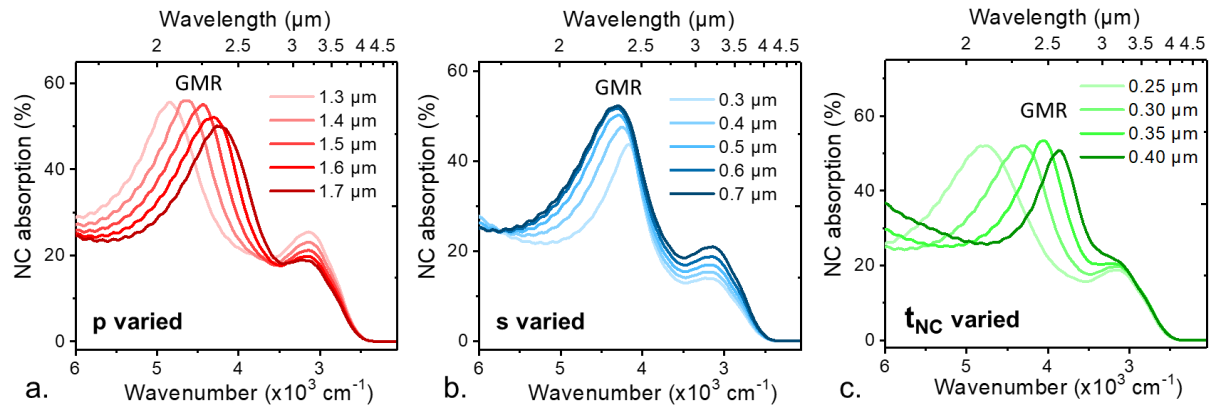 Wavelength (µm)
2 2.5 3 3.5 4 4.5
GMR
1.3 µm
1.4 µm
1.5 µm
1.6 µm
1.7 µm
NC absorption (%)
60
40
20
0
p varied
6 5 4 3
a.
Wavenumber (x10³ cm⁻¹)
Wavelength (µm)
2 2.5 3 3.5 4 4.5
GMR
0.3 µm
0.4 µm
0.5 µm
0.6 µm
0.7 µm
NC absorption (%)
60
40
20
0
s varied
6 5 4 3
b.
Wavenumber (x10³ cm⁻¹)
Wavelength (µm)
2 2.5 3 3.5 4 4.5
GMR
0.25 µm
0.30 µm
0.35 µm
0.40 µm
NC absorption (%)
60
40
20
0
tNC varied
6 5 4 3
c.
Wavenumber (x10³ cm⁻¹)